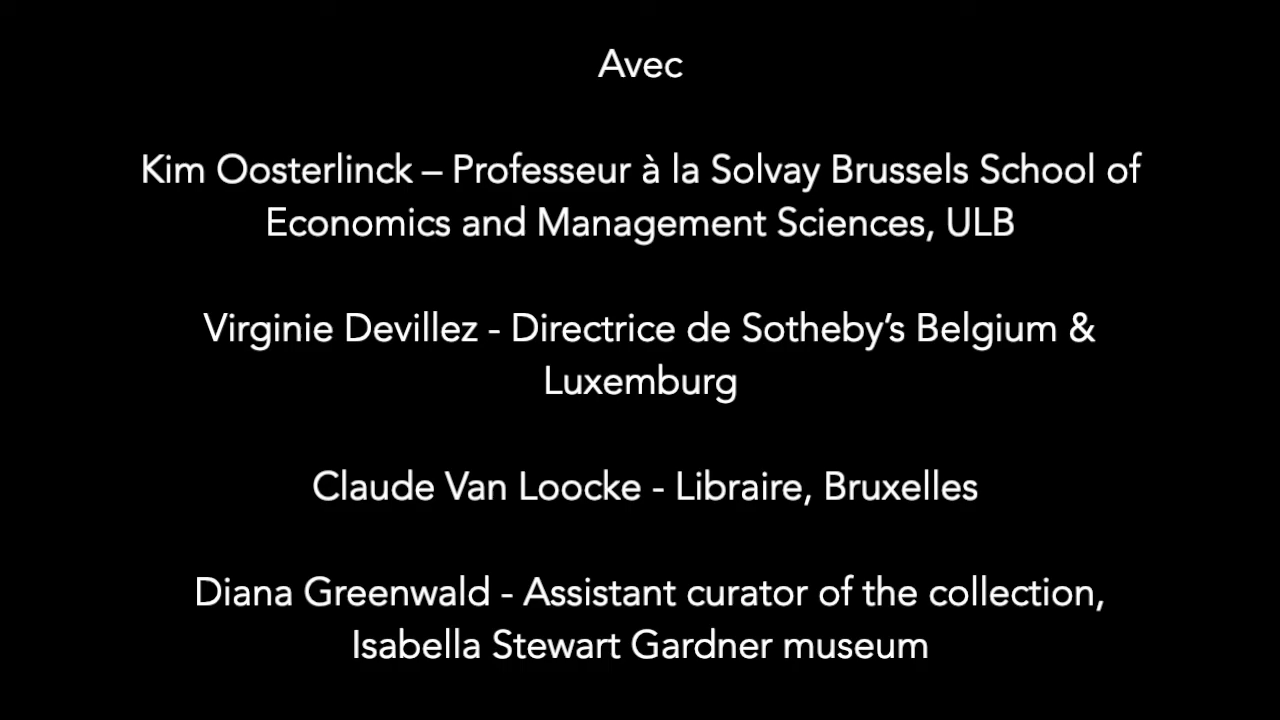 Avec
Kim Oosterlinck – Professeur à la Solvay Brussels School of
Economics and Management Sciences, ULB
Virginie Devillez - Directrice de Sotheby’s Belgium &
Luxemburg
Claude Van Loocke - Libraire, Bruxelles
Diana Greenwald - Assistant curator of the collection,
Isabella Stewart Gardner museum